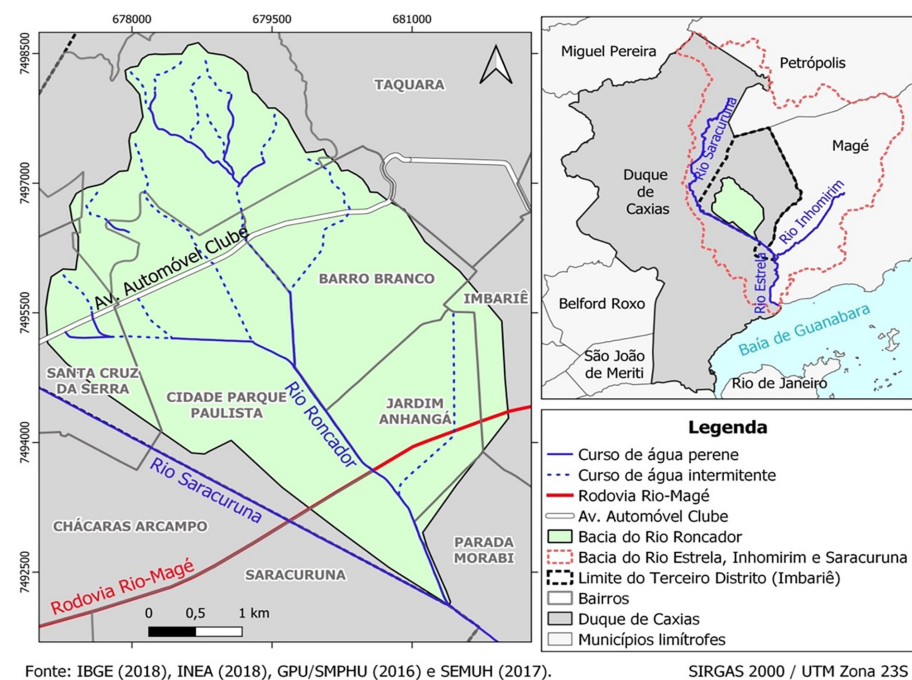 678000
679500
681000
7498500
7497000
7495500
7494000
7492500
TAQUARA
Av. Automóvel Clube
BARRO BRANCO
IMBARIÊ
SANTA CRUZ
DA SERRA
CIDADE PARQUE
PAULISTA
Rio Roncador
JARDIM
ANHANGÁ
Rio Saracuruna
CHÁCARAS ARCAMPO
PARADA
MORABI
SARACURUNA
Rodovia Rio-Magé
0 0,5 1 km
Miguel Pereira
Petrópolis
Rio Saracuruna
Magé
Duque
de
Caxias
Rio Inhomirim
Rio Estrela
Belford Roxo
Baía de Guanabara
São João
de Meriti
Rio de Janeiro
Legenda
Curso de água perene
Curso de água intermitente
Rodovia Rio-Magé
Av. Automóvel Clube
Bacia do Rio Roncador
Bacia do Rio Estrela, Inhomirim e Saracuruna
Limite do Terceiro Distrito (Imbariê)
Bairros
Duque de Caxias
Municípios limítrofes
Fonte: IBGE (2018), INEA (2018), GPU/SMPHU (2016) e SEMUH (2017).
SIRGAS 2000 / UTM Zona 23S